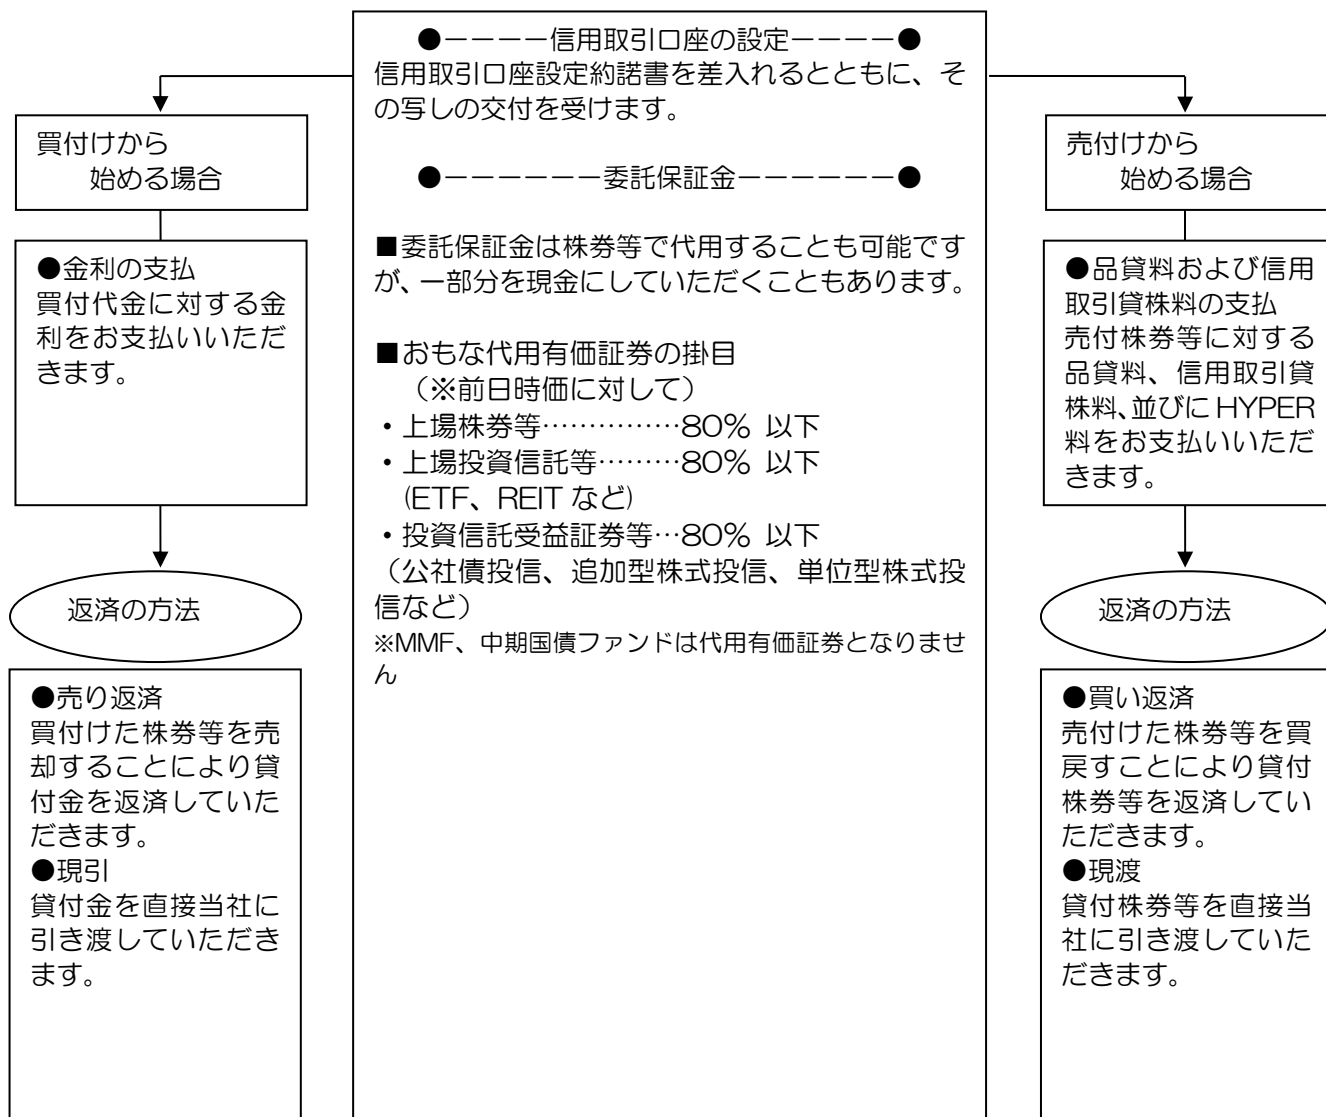 ●ーーーー信用取引口座の設定ーーーー●
信用取引口座設定約諾書を差入れるとともに、そ
の写しの交付を受けます。
●ーーーーーー委託保証金ーーーーーー●
■委託保証金は株券等で代用することも可能です
が、一部分を現金にしていただくこともあります。
■おもな代用有価証券の掛目
（※前日時価に対して）
・上場株券等……………80% 以下
・上場投資信託等………80% 以下
(ETF、REIT など)
・投資信託受益証券等…80% 以下
（公社債投信、追加型株式投信、単位型株式投
信など）
※MMF、中期国債ファンドは代用有価証券となりませ
ん
買付けから
始める場合
●金利の支払
買付代金に対する金
利をお支払いいただ
きます。
返済の方法
●売り返済
買付けた株券等を売
却することにより貸
付金を返済していた
だきます。
●現引
貸付金を直接当社に
引き渡していただき
ます。
売付けから
始める場合
●品貸料および信用
取引貸株料の支払
売付株券等に対する
品貸料、信用取引貸
株料、並びに HYPER
料をお支払いいただ
きます。
返済の方法
●買い返済
売付けた株券等を買
戻すことにより貸付
株券等を返済してい
ただきます。
●現渡
貸付株券等を直接当
社に引き渡していた
だきます。